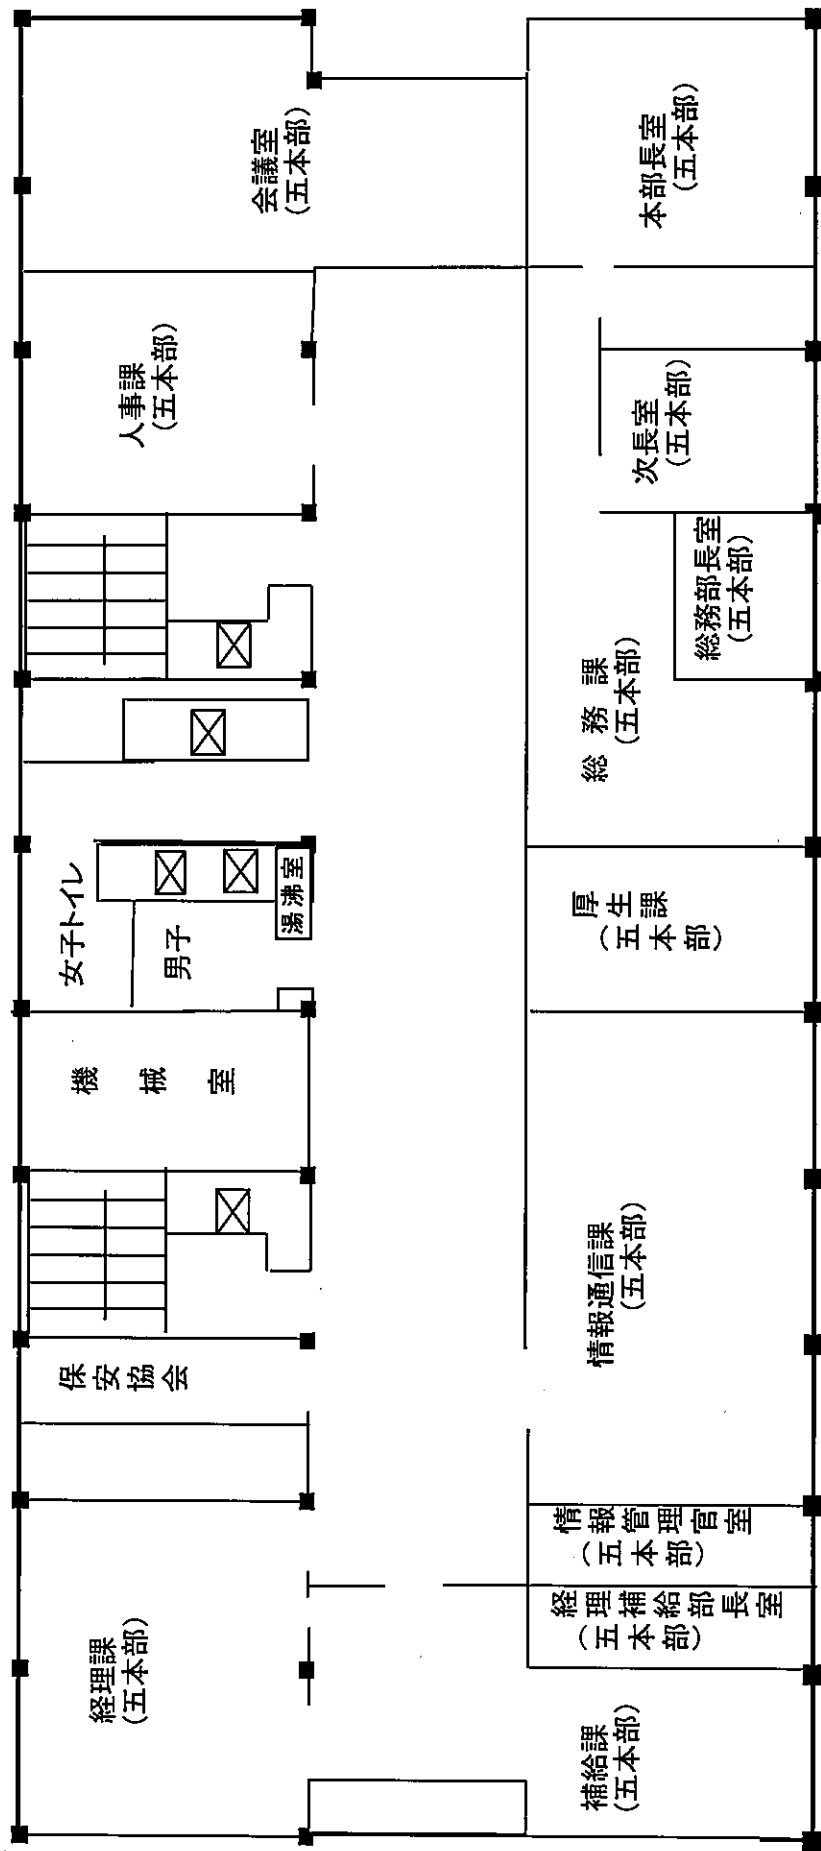 経理課
(五本部)
保安協会
機械室
女子トイレ
男子
湯沸室
人事課
(五本部)
会議室
(五本部)
補給課
(五本部)
経理補給部長室
(五本部)
情報管理官室
(五本部)
情報通信課
(五本部)
厚生課
(五本部)
総務課
(五本部)
総務部長室
(五本部)
次長室
(五本部)
本部長室
(五本部)